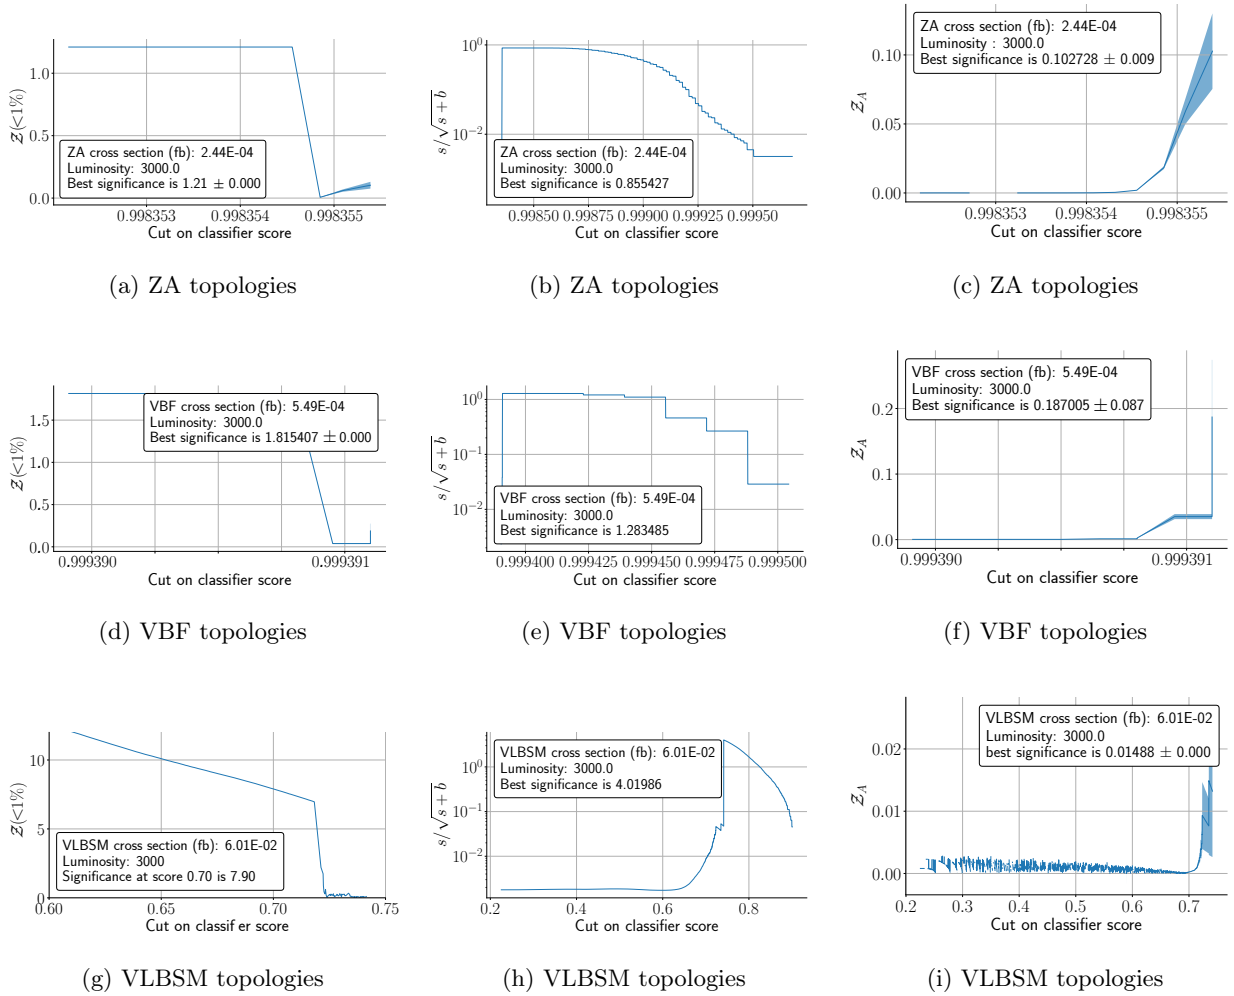 1.0
0.5
0.0
Z(<1%)
ZA cross section (fb): 2.44E-04
Luminosity: 3000.0
Best significance is 1.21 ± 0.000
0.998353 0.998354 0.998355
Cut on classifier score
(a) ZA topologies
10⁰
10⁻²
s/√s + b
ZA cross section (fb): 2.44E-04
Luminosity: 3000.0
Best significance is 0.855427
0.99850 0.99875 0.99900 0.99925 0.99950
Cut on classifier score
(b) ZA topologies
0.10
0.05
0.00
Z_A
ZA cross section (fb): 2.44E-04
Luminosity : 3000.0
Best significance is 0.102728 ± 0.009
0.998353 0.998354 0.998355
Cut on classifier score
(c) ZA topologies
1.5
1.0
0.5
0.0
Z(<1%)
VBF cross section (fb): 5.49E-04
Luminosity: 3000.0
Best significance is 1.815407 ± 0.000
0.999390 0.999391
Cut on classifier score
(d) VBF topologies
10⁰
10⁻¹
10⁻²
s/√s + b
VBF cross section (fb): 5.49E-04
Luminosity: 3000.0
Best significance is 1.283485
0.999400 0.999425 0.999450 0.999475 0.999500
Cut on classifier score
(e) VBF topologies
0.2
0.1
0.0
Z_A
VBF cross section (fb): 5.49E-04
Luminosity: 3000.0
Best significance is 0.187005 ± 0.087
0.999390 0.999391
Cut on classifier score
(f) VBF topologies
10
5
0
Z(<1%)
VLBSM cross section (fb): 6.01E-02
Luminosity: 3000
Significance at score 0.70 is 7.90
0.60 0.65 0.70 0.75
Cut on classifier score
(g) VLBSM topologies
10⁰
10⁻¹
10⁻²
s/√s + b
VLBSM cross section (fb): 6.01E-02
Luminosity: 3000.0
Best significance is 4.01986
0.2 0.4 0.6 0.8
Cut on classifier score
(h) VLBSM topologies
0.02
0.01
0.00
Z_A
VLBSM cross section (fb): 6.01E-02
Luminosity: 3000.0
best significance is 0.01488 ± 0.000
0.2 0.3 0.4 0.5 0.6 0.7
Cut on classifier score
(i) VLBSM topologies